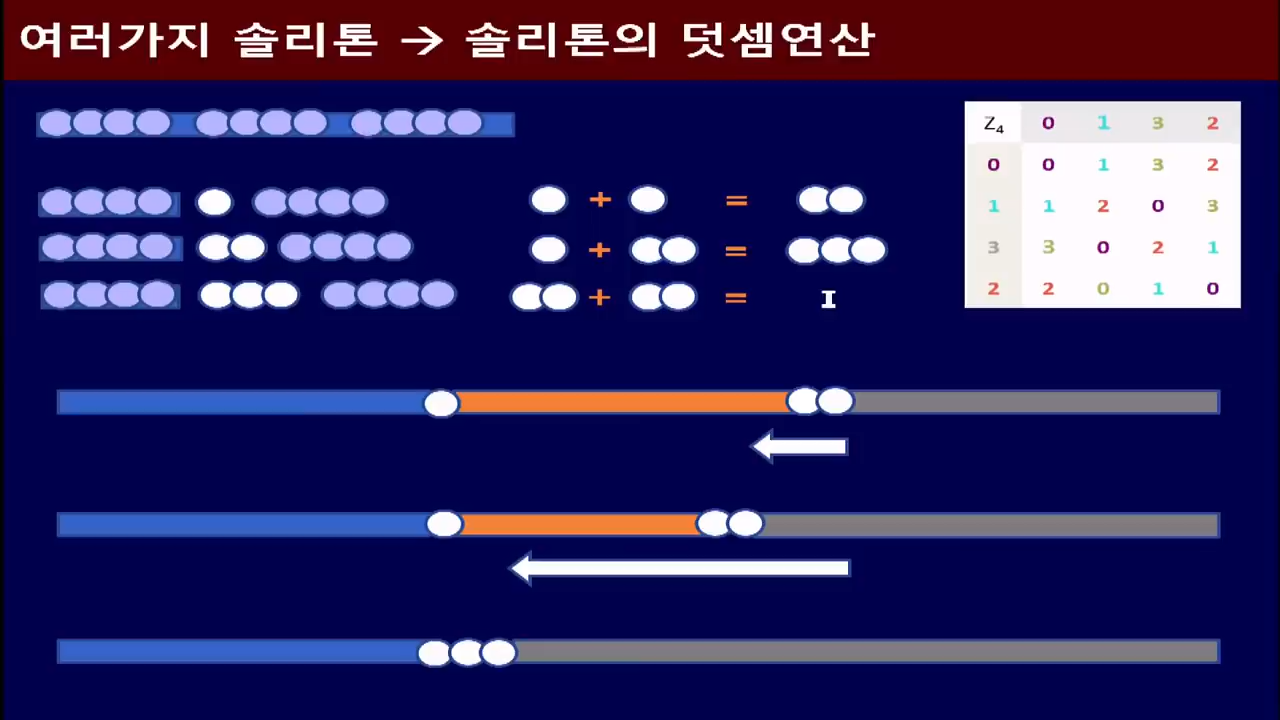 여러가지 솔리톤 → 솔리톤의 덧셈연산
Z4 0 1 3 2
0 0 1 3 2
1 1 2 0 3
3 3 0 2 1
2 2 0 1 0
+ =
+ =
+ = I